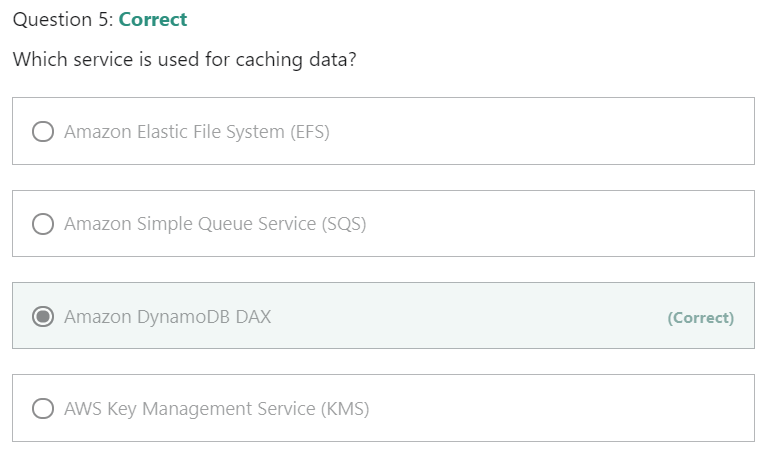 Question 5: Correct
Which service is used for caching data?
Amazon Elastic File System (EFS)
Amazon Simple Queue Service (SQS)
Amazon DynamoDB DAX (Correct)
AWS Key Management Service (KMS)